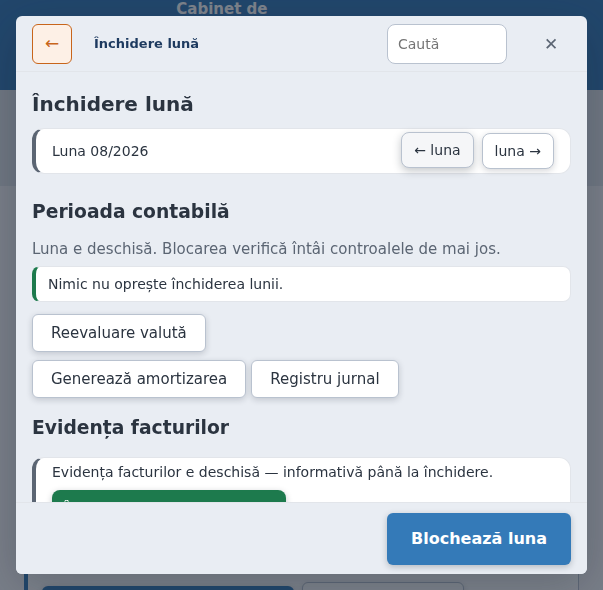 Cabinet de
←
Închidere lună
Caută
✕
Închidere lună
Luna 08/2026
← luna
luna →
Perioada contabilă
Luna e deschisă. Blocarea verifică întâi controalele de mai jos.
Nimic nu oprește închiderea lunii.
Reevaluare valută
Generează amortizarea
Registru jurnal
Evidența facturilor
Evidența facturilor e deschisă — informativă până la închidere.
Blochează luna